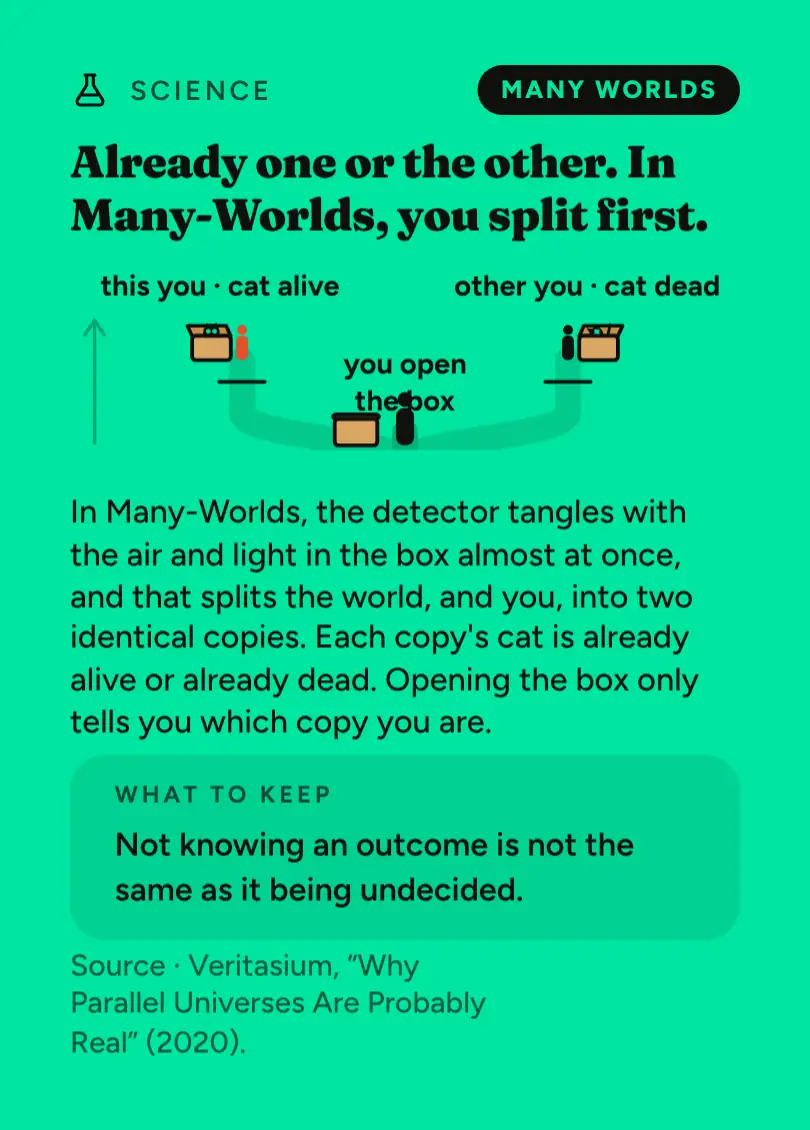 SCIENCE
MANY WORLDS
Already one or the other. In
Many-Worlds, you split first.
this you · cat alive
other you · cat dead
you open
the box
In Many-Worlds, the detector tangles with
the air and light in the box almost at once,
and that splits the world, and you, into two
identical copies. Each copy's cat is already
alive or already dead. Opening the box only
tells you which copy you are.
WHAT TO KEEP
Not knowing an outcome is not the
same as it being undecided.
Source · Veritasium, “Why
Parallel Universes Are Probably
Real” (2020).